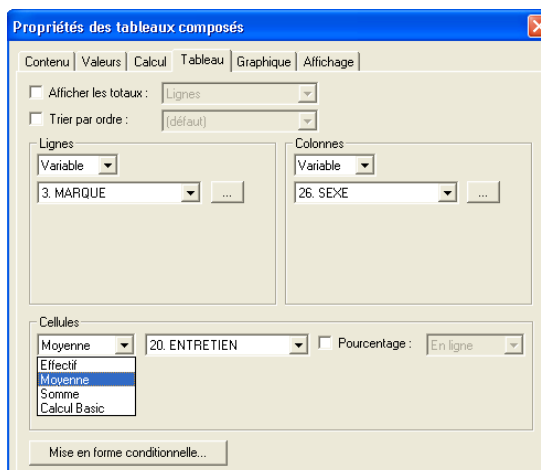 Propriétés des tableaux composés
Contenu Valeurs Calcul Tableau Graphique Affichage
Afficher les totaux : Lignes
Trier par ordre : (défaut)
Lignes
Variable
3. MARQUE ...
Colonnes
Variable
26. SEXE ...
Cellules
Moyenne 20. ENTRETIEN Pourcentage : En ligne
Effectif
Moyenne
Somme
Calcul Basic
Mise en forme conditionnelle...